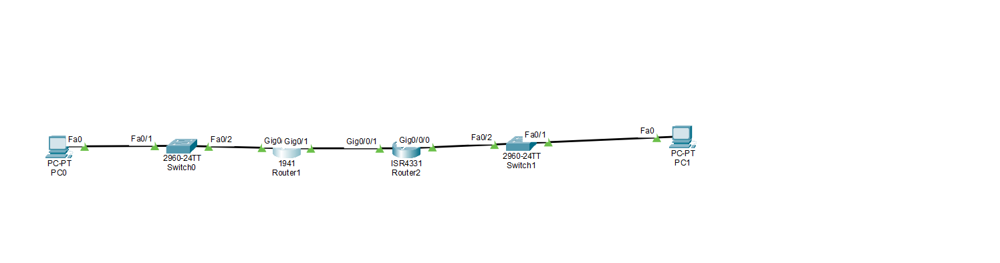 Fa0
PC-PT
PC0
Fa0/1
2960-24TT
Switch0
Fa0/2
Gig0/
Gig0/1
1941
Router1
Gig0/0/1
Gig0/0/0
ISR4331
Router2
Fa0/2
Fa0/1
2960-24TT
Switch1
Fa0
PC-PT
PC1